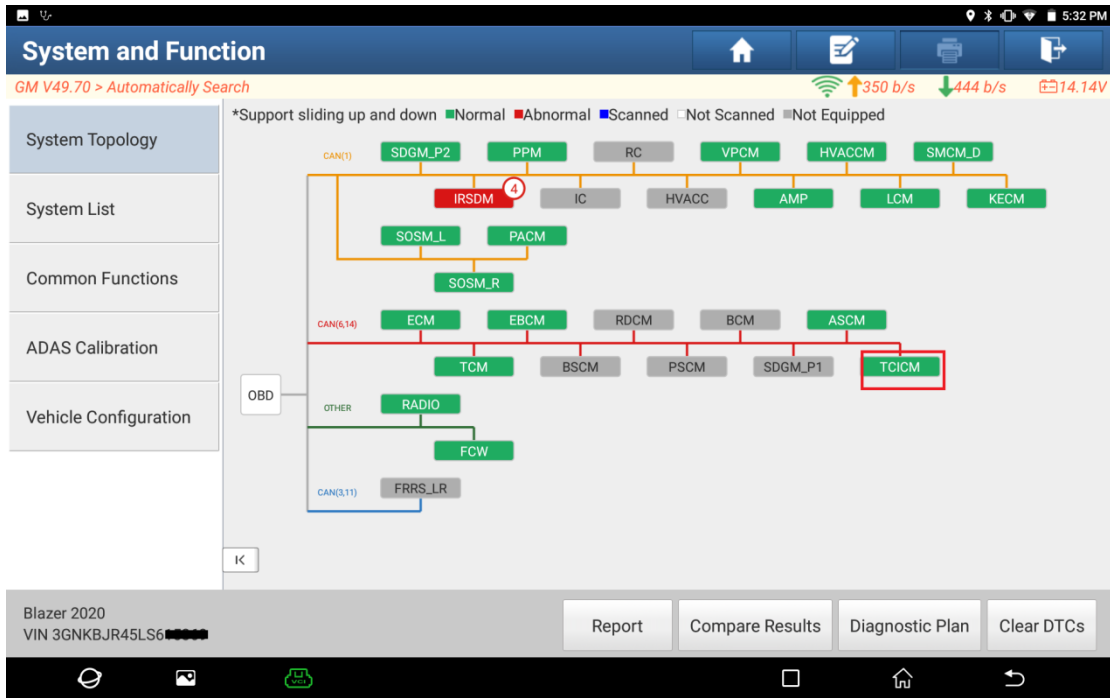 5:32 PM
System and Function
GM V49.70 > Automatically Search
350 b/s 444 b/s 14.14V
System Topology
System List
Common Functions
ADAS Calibration
Vehicle Configuration
*Support sliding up and down Normal Abnormal Scanned Not Scanned Not Equipped
CAN(1) SDGM_P2 PPM RC VPCM HVACCM SMCM_D
IRSDM 4 IC HVACC AMP LCM KECM
SOSM_L PACM
SOSM_R
CAN(6,14) ECM EBCM RDCM BCM ASCM
TCM BSCM PSCM SDGM_P1 TCICM
OBD
OTHER RADIO
FCW
CAN(3,11) FRRS_LR
Blazer 2020
VIN 3GNKBJR45LS6
Report Compare Results Diagnostic Plan Clear DTCs
VCI